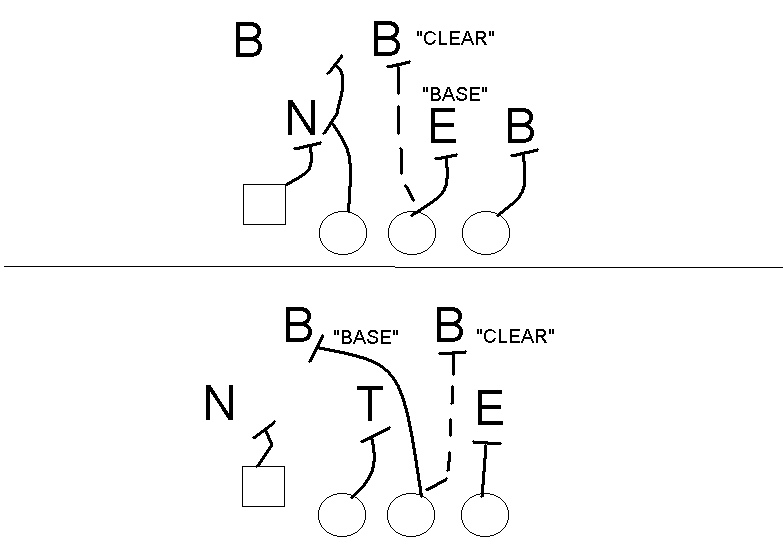 B B "CLEAR"
"BASE"
N E B
B "BASE" B "CLEAR"
N T E